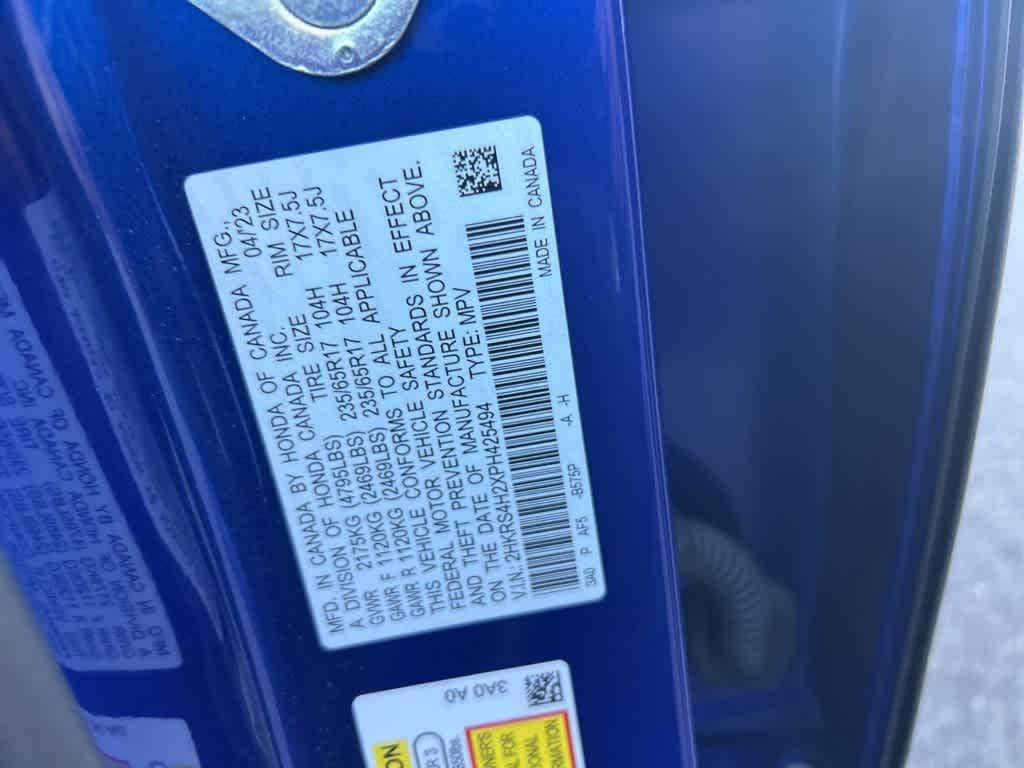 MFD. IN CANADA BY HONDA OF CANADA MFG.,
A DIVISION OF HONDA CANADA INC. 04/23
GVWR 2175KG (4795LBS) TIRE SIZE RIM SIZE
GAWR F 1120KG (2469LBS) 235/65R17 104H 17X7.5J
GAWR R 1120KG (2469LBS) 235/65R17 104H 17X7.5J
THIS VEHICLE CONFORMS TO ALL APPLICABLE
FEDERAL MOTOR VEHICLE SAFETY
AND THEFT PREVENTION STANDARDS IN EFFECT
ON THE DATE OF MANUFACTURE SHOWN ABOVE.
V.I.N.: 2HKRS4H2XPH425494 TYPE: MPV
3A0 P AF5 -B575P -A -H MADE IN CANADA
3A0 A0